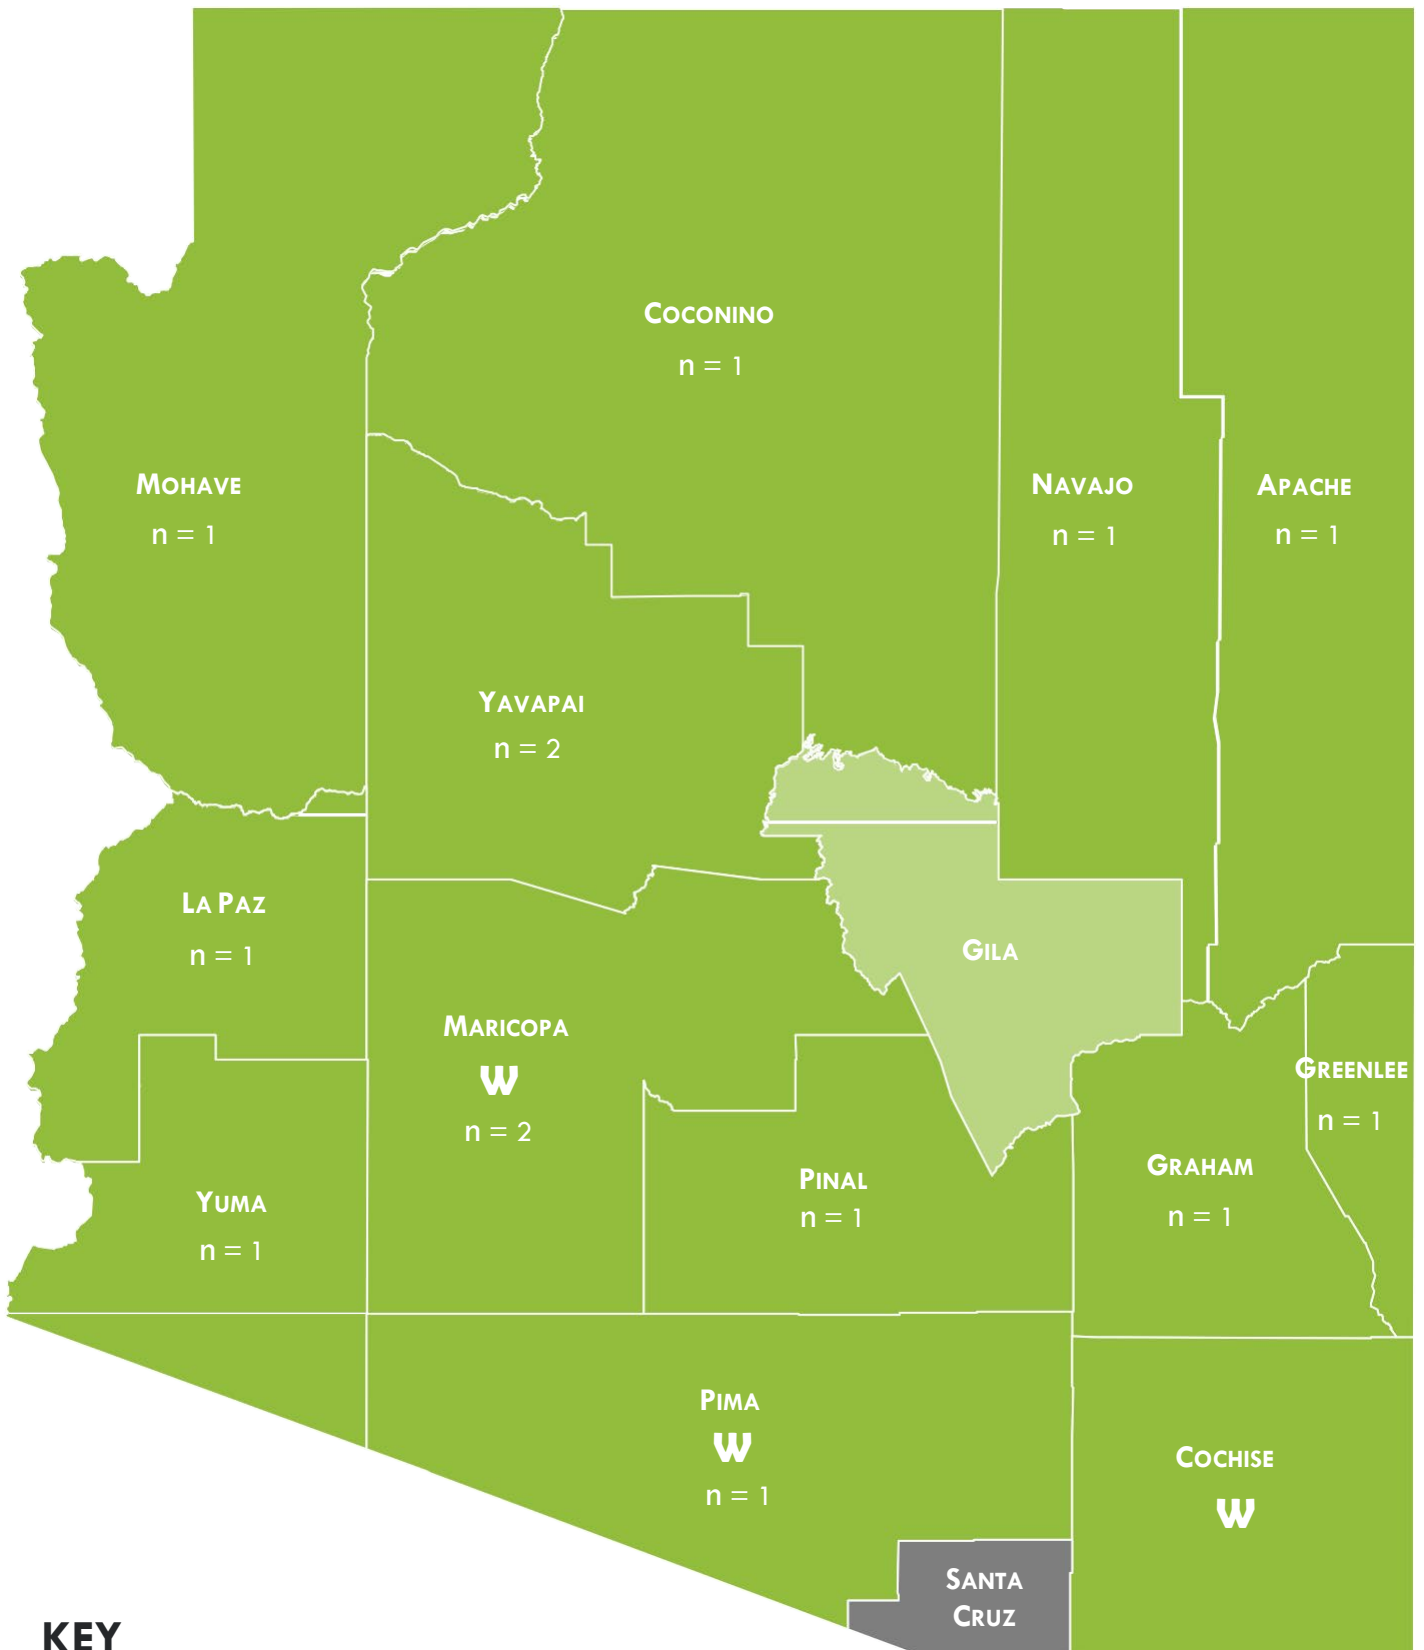 COCONINO
n = 1
MOHAVE
n = 1
NAVAJO
n = 1
APACHE
n = 1
YAVAPAI
n = 2
LA PAZ
n = 1
GILA
MARICOPA
W
n = 2
GREENLEE
n = 1
GRAHAM
n = 1
PINAL
n = 1
YUMA
n = 1
PIMA
W
n = 1
COCHISE
W
SANTA
CRUZ
KEY